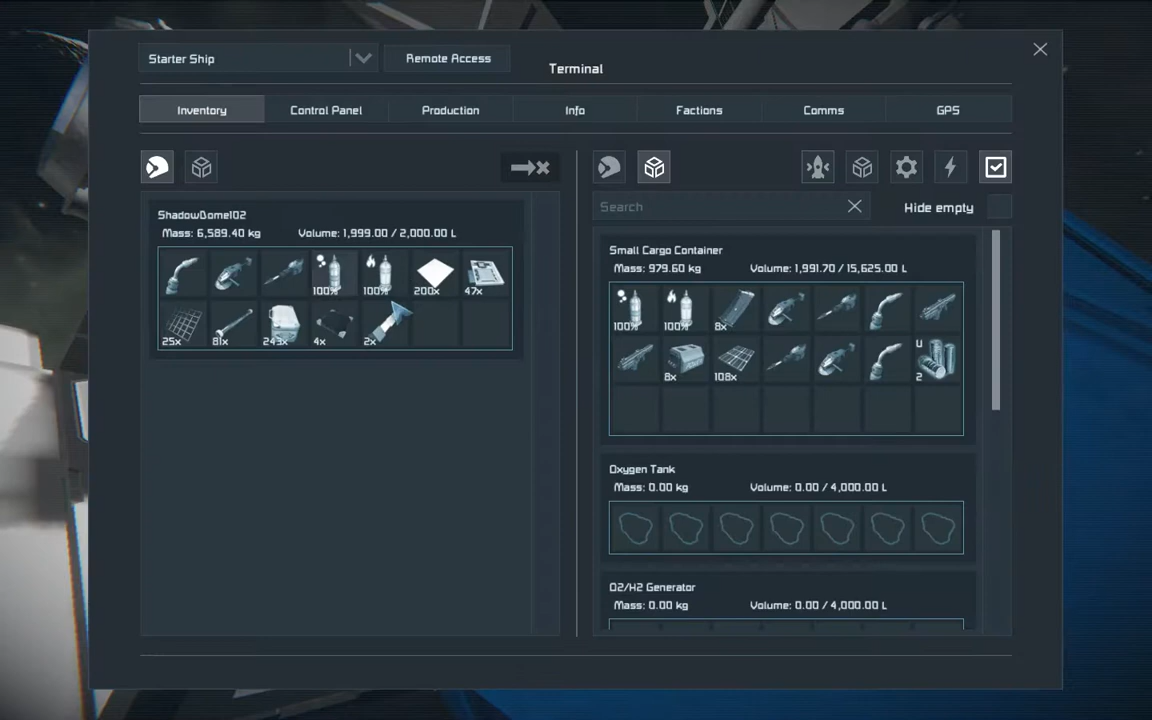 Starter Ship
Remote Access
Terminal
Inventory
Control Panel
Production
Info
Factions
Comms
GPS
ShadowDome102
Mass: 6,589.40 kg
Volume: 1,999.00 / 2,000.00 L
100%
100%
200x
47x
25x
81x
243x
4x
2x
Search
Hide empty
Small Cargo Container
Mass: 979.60 kg
Volume: 1,991.70 / 15,625.00 L
100%
100%
8x
8x
108x
U
2
Oxygen Tank
Mass: 0.00 kg
Volume: 0.00 / 4,000.00 L
O2/H2 Generator
Mass: 0.00 kg
Volume: 0.00 / 4,000.00 L